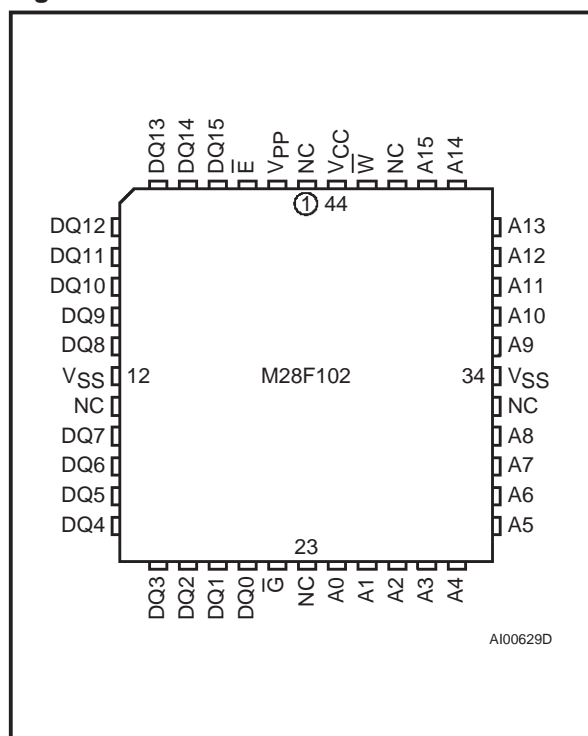 DQ13
DQ14
DQ15
E
VPP
NC
VCC
W
NC
A15
A14
1 44
DQ12
DQ11
DQ10
DQ9
DQ8
VSS 12
NC
DQ7
DQ6
DQ5
DQ4
M28F102
A13
A12
A11
A10
A9
34 VSS
NC
A8
A7
A6
A5
23
DQ3
DQ2
DQ1
DQ0
G
NC
A0
A1
A2
A3
A4
AI00629D